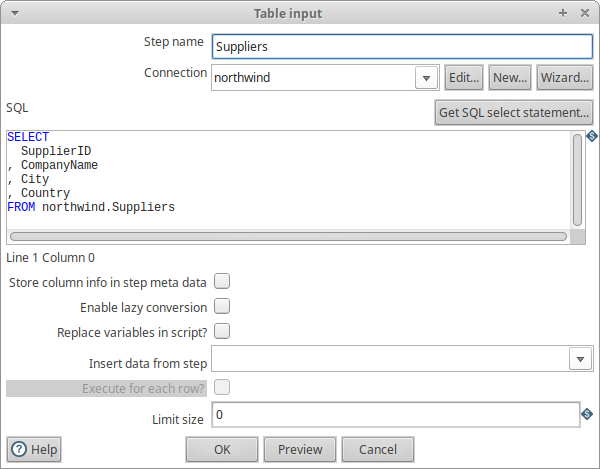 Table input
Step name Suppliers
Connection northwind Edit... New... Wizard...
SQL Get SQL select statement...
SELECT
  SupplierID
, CompanyName
, City
, Country
FROM northwind.Suppliers
Line 1 Column 0
Store column info in step meta data
Enable lazy conversion
Replace variables in script?
Insert data from step
Execute for each row?
Limit size 0
Help OK Preview Cancel